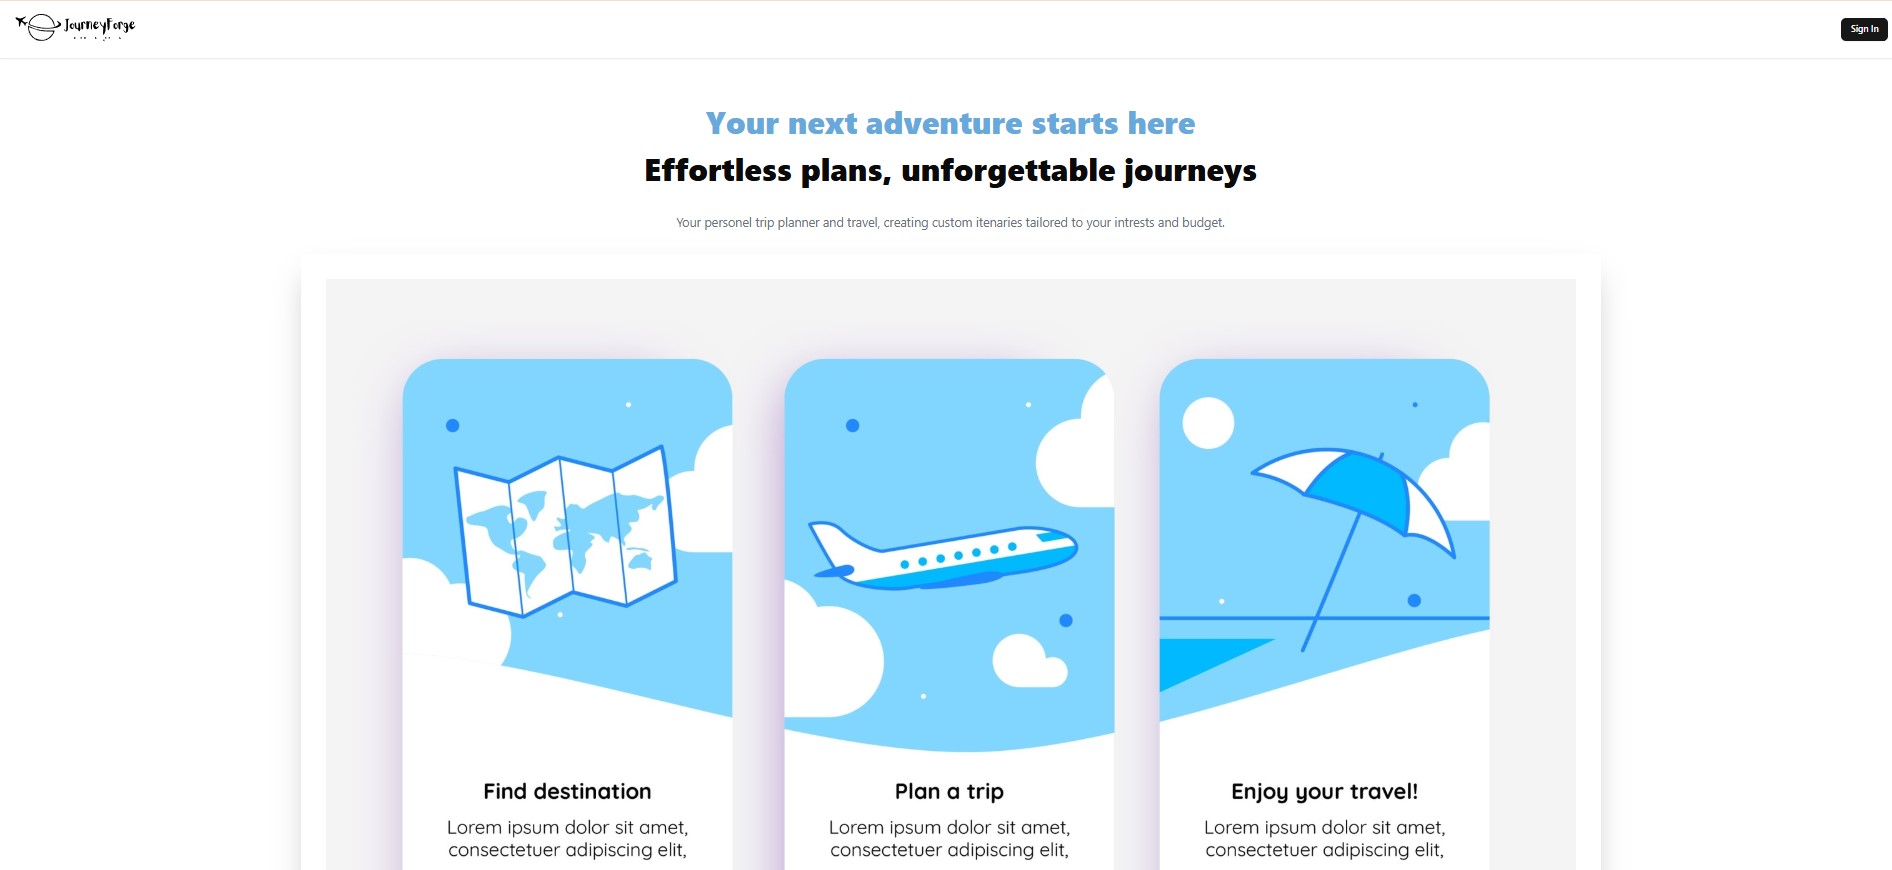 JourneyForge
Sign In
Your next adventure starts here
Effortless plans, unforgettable journeys
Your personel trip planner and travel, creating custom itenaries tailored to your intrests and budget.
Find destination
Lorem ipsum dolor sit amet,
consectetuer adipiscing elit,
Plan a trip
Lorem ipsum dolor sit amet,
consectetuer adipiscing elit,
Enjoy your travel!
Lorem ipsum dolor sit amet,
consectetuer adipiscing elit,